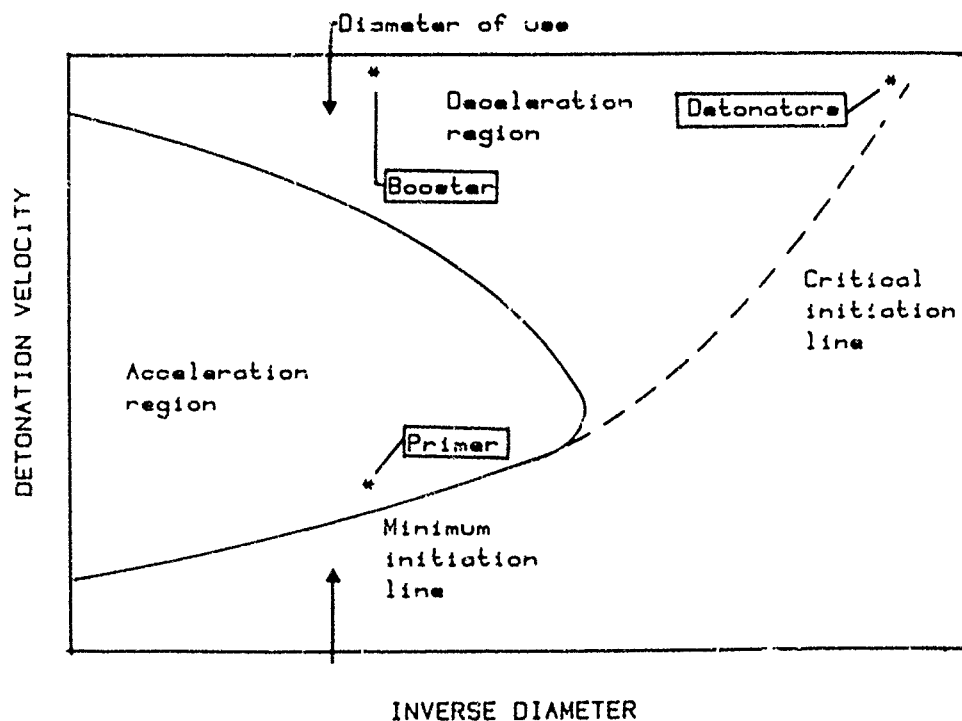 Diameter of use
Deceleration
region
Detonators
Booster
DETONATION VELOCITY
Critical
initiation
line
Acceleration
region
Primer
Minimum
initiation
line
INVERSE DIAMETER